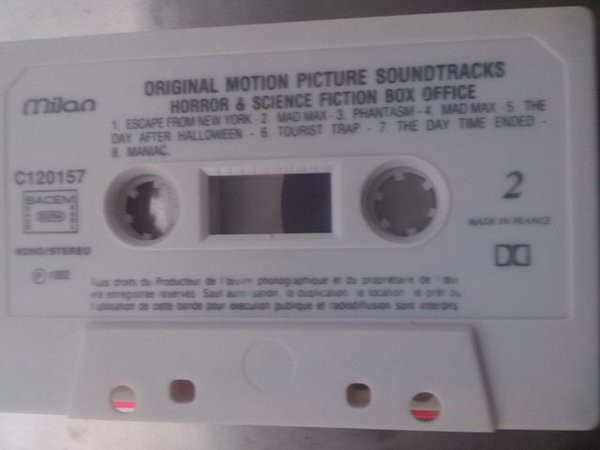 Milan
ORIGINAL MOTION PICTURE SOUNDTRACKS
HORROR & SCIENCE FICTION BOX OFFICE
1. ESCAPE FROM NEW YORK - 2 MAD MAX - 3. PHANTASM - 4. MAD MAX 5. THE
DAY AFTER HALLOWEEN - 6. TOURIST TRAP - 7 THE DAY TIME ENDED -
8. MANIAC.
C120157
SACEM
2
MADE IN FRANCE
MONO/STEREO
Ⓟ 1982
droits du Producteur de l'œuvre phonographique et du propriétaire de
enregistrée réservés. Sauf autorisation, la duplication la location le prêt ou
l'utilisation de cette bande pour exécution publique et radiodiffusion sont interdits